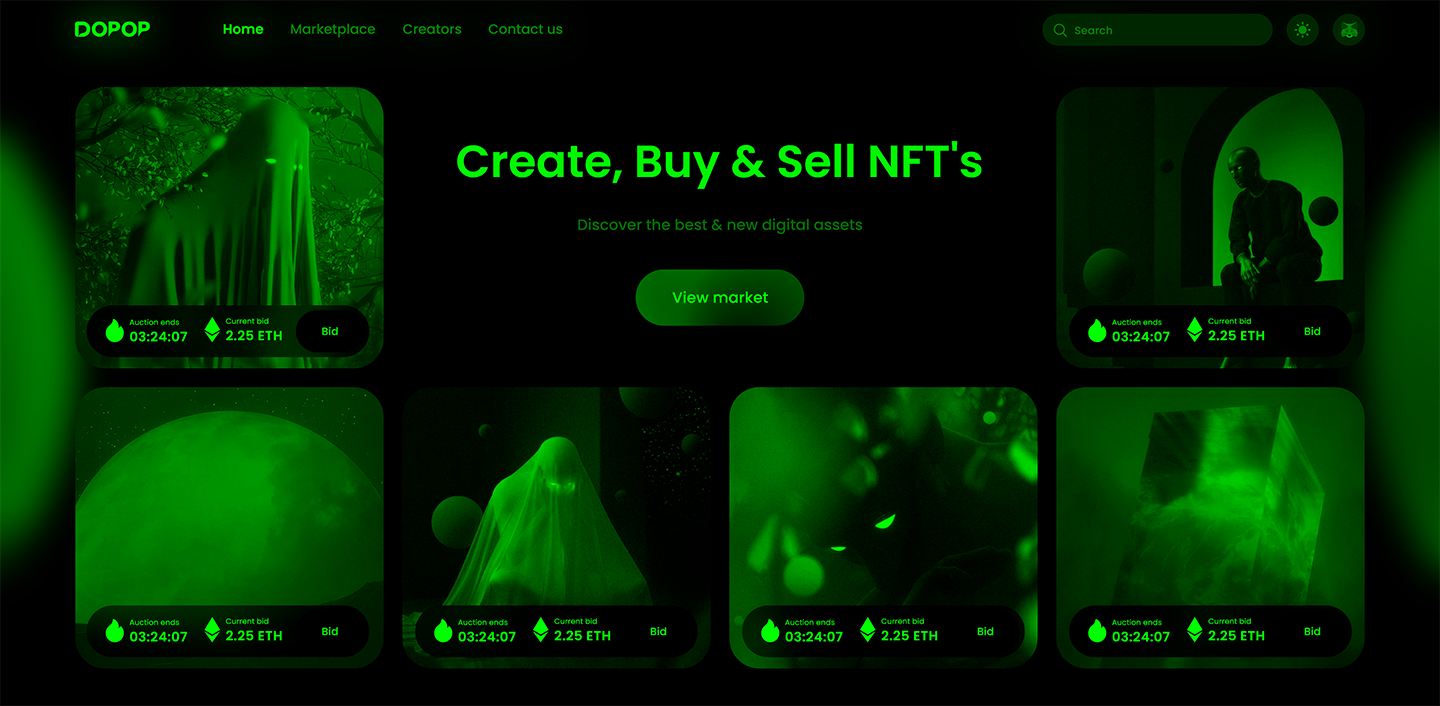 DOPOP
Home Marketplace Creators Contact us
Search
Create, Buy & Sell NFT's
Discover the best & new digital assets
View market
Auction ends
03:24:07
Current bid
2.25 ETH
Bid
Auction ends
03:24:07
Current bid
2.25 ETH
Bid
Auction ends
03:24:07
Current bid
2.25 ETH
Bid
Auction ends
03:24:07
Current bid
2.25 ETH
Bid
Auction ends
03:24:07
Current bid
2.25 ETH
Bid
Auction ends
03:24:07
Current bid
2.25 ETH
Bid